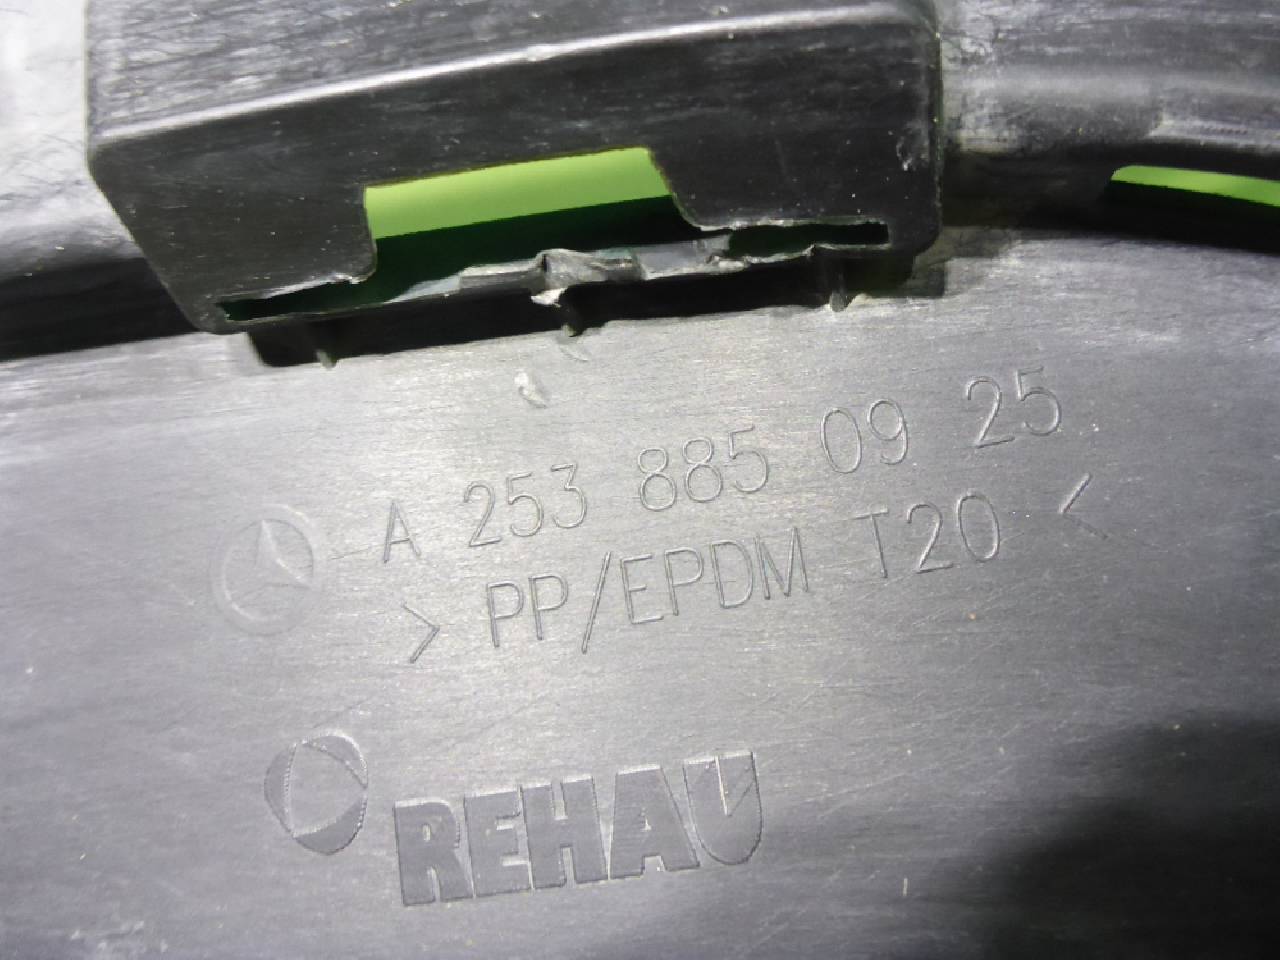 A 253 885 09 25
> PP/EPDM T20 <
REHAU